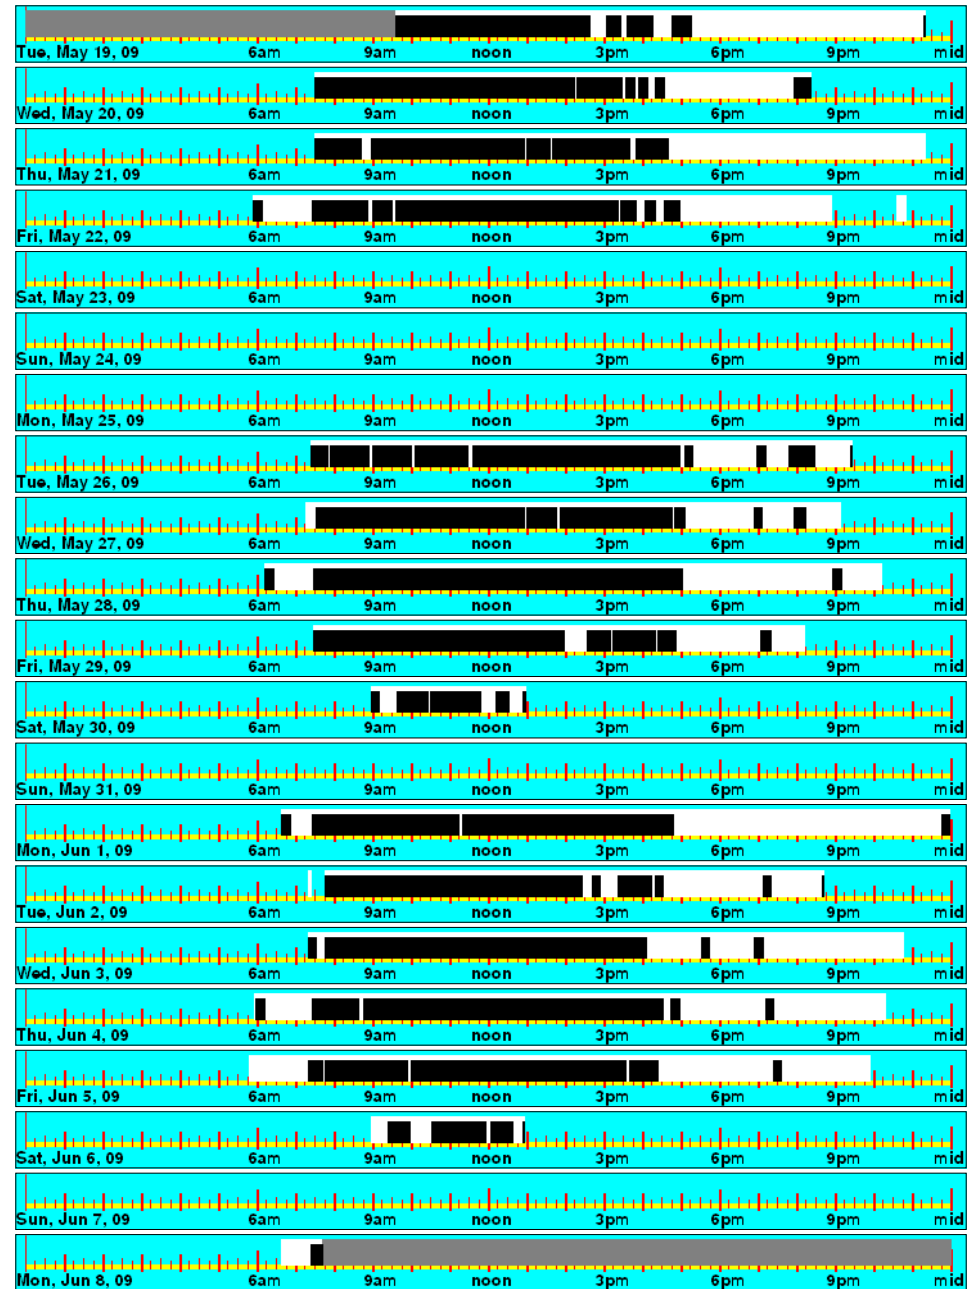 Tue, May 19, 09 6am 9am noon 3pm 6pm 9pm mid
Wed, May 20, 09 6am 9am noon 3pm 6pm 9pm mid
Thu, May 21, 09 6am 9am noon 3pm 6pm 9pm mid
Fri, May 22, 09 6am 9am noon 3pm 6pm 9pm mid
Sat, May 23, 09 6am 9am noon 3pm 6pm 9pm mid
Sun, May 24, 09 6am 9am noon 3pm 6pm 9pm mid
Mon, May 25, 09 6am 9am noon 3pm 6pm 9pm mid
Tue, May 26, 09 6am 9am noon 3pm 6pm 9pm mid
Wed, May 27, 09 6am 9am noon 3pm 6pm 9pm mid
Thu, May 28, 09 6am 9am noon 3pm 6pm 9pm mid
Fri, May 29, 09 6am 9am noon 3pm 6pm 9pm mid
Sat, May 30, 09 6am 9am noon 3pm 6pm 9pm mid
Sun, May 31, 09 6am 9am noon 3pm 6pm 9pm mid
Mon, Jun 1, 09 6am 9am noon 3pm 6pm 9pm mid
Tue, Jun 2, 09 6am 9am noon 3pm 6pm 9pm mid
Wed, Jun 3, 09 6am 9am noon 3pm 6pm 9pm mid
Thu, Jun 4, 09 6am 9am noon 3pm 6pm 9pm mid
Fri, Jun 5, 09 6am 9am noon 3pm 6pm 9pm mid
Sat, Jun 6, 09 6am 9am noon 3pm 6pm 9pm mid
Sun, Jun 7, 09 6am 9am noon 3pm 6pm 9pm mid
Mon, Jun 8, 09 6am 9am noon 3pm 6pm 9pm mid